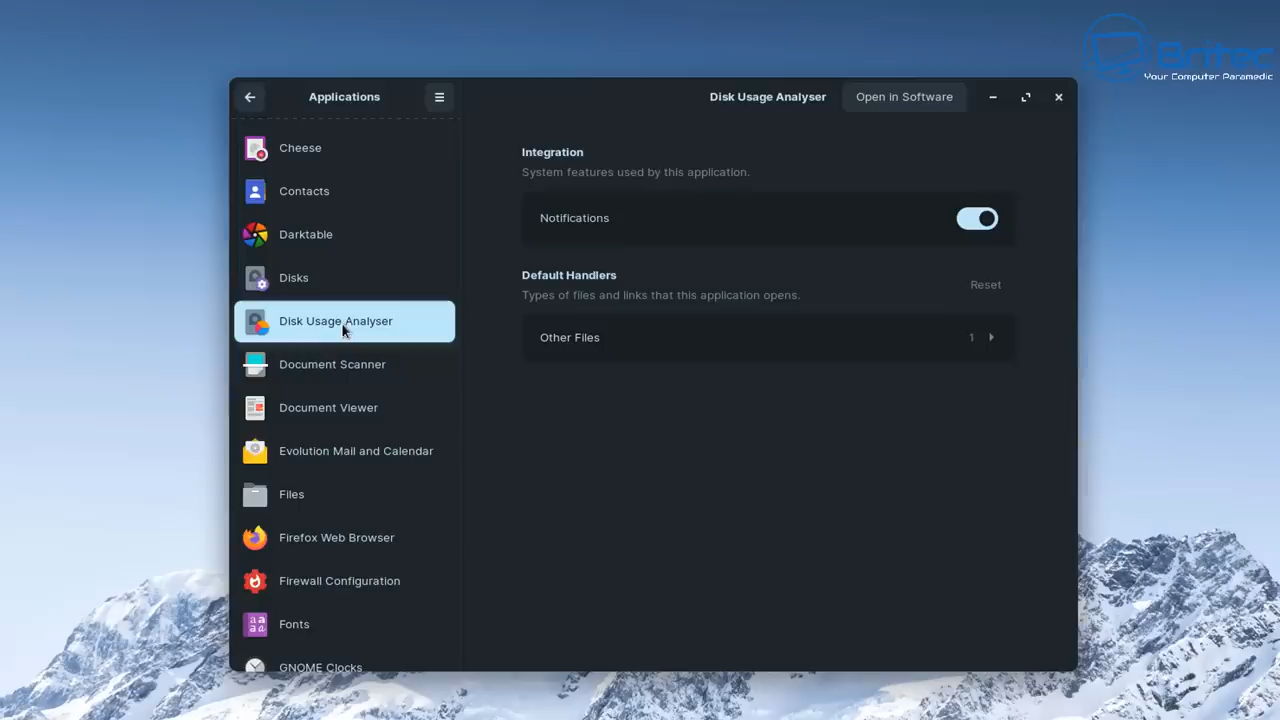 Britec
Your Computer Paramedic
Applications
Disk Usage Analyser
Open in Software
Cheese
Contacts
Darktable
Disks
Disk Usage Analyser
Document Scanner
Document Viewer
Evolution Mail and Calendar
Files
Firefox Web Browser
Firewall Configuration
Fonts
GNOME Clocks
Integration
System features used by this application.
Notifications
Default Handlers
Types of files and links that this application opens.
Reset
Other Files
1